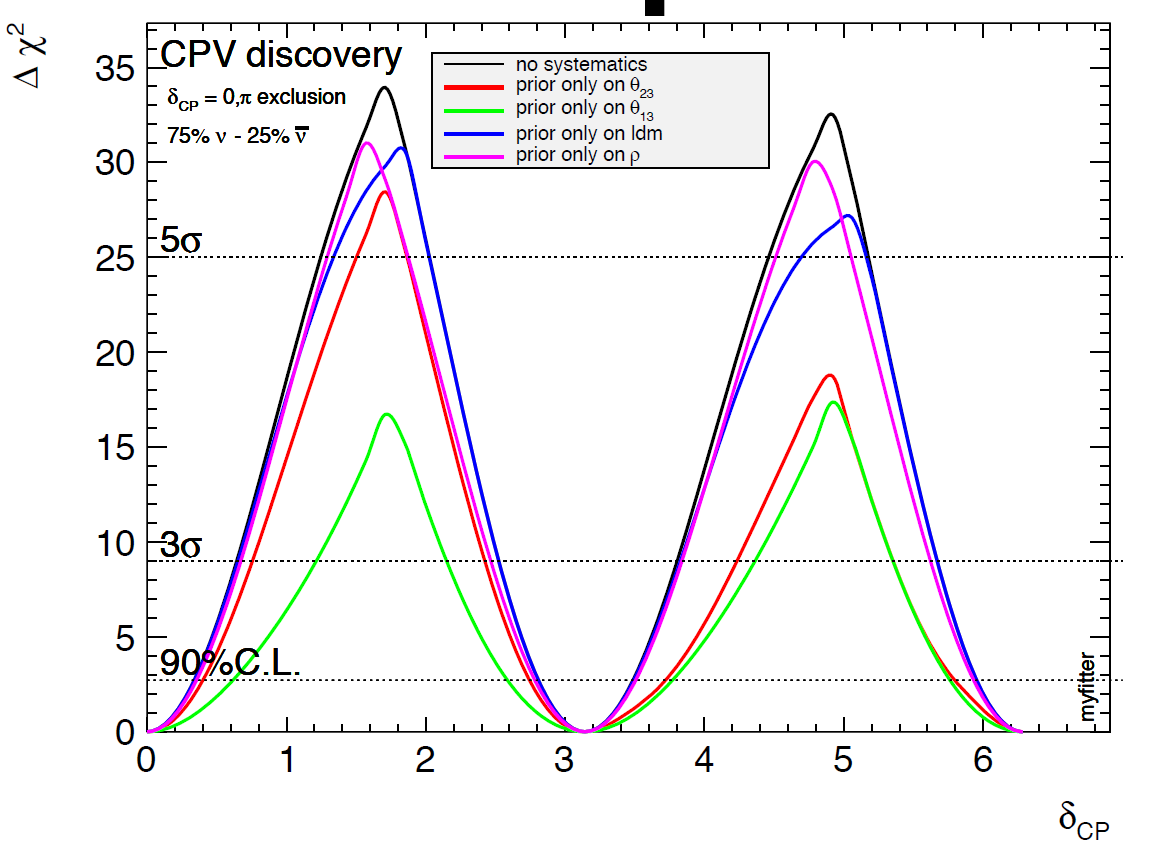 Δ χ²
CPV discovery
δCP = 0,π exclusion
75% ν - 25% ν̅
no systematics
prior only on θ23
prior only on θ13
prior only on ldm
prior only on ρ
35
30
25
20
15
10
5
0
5σ
3σ
90%C.L.
myfitter
0 1 2 3 4 5 6
δCP